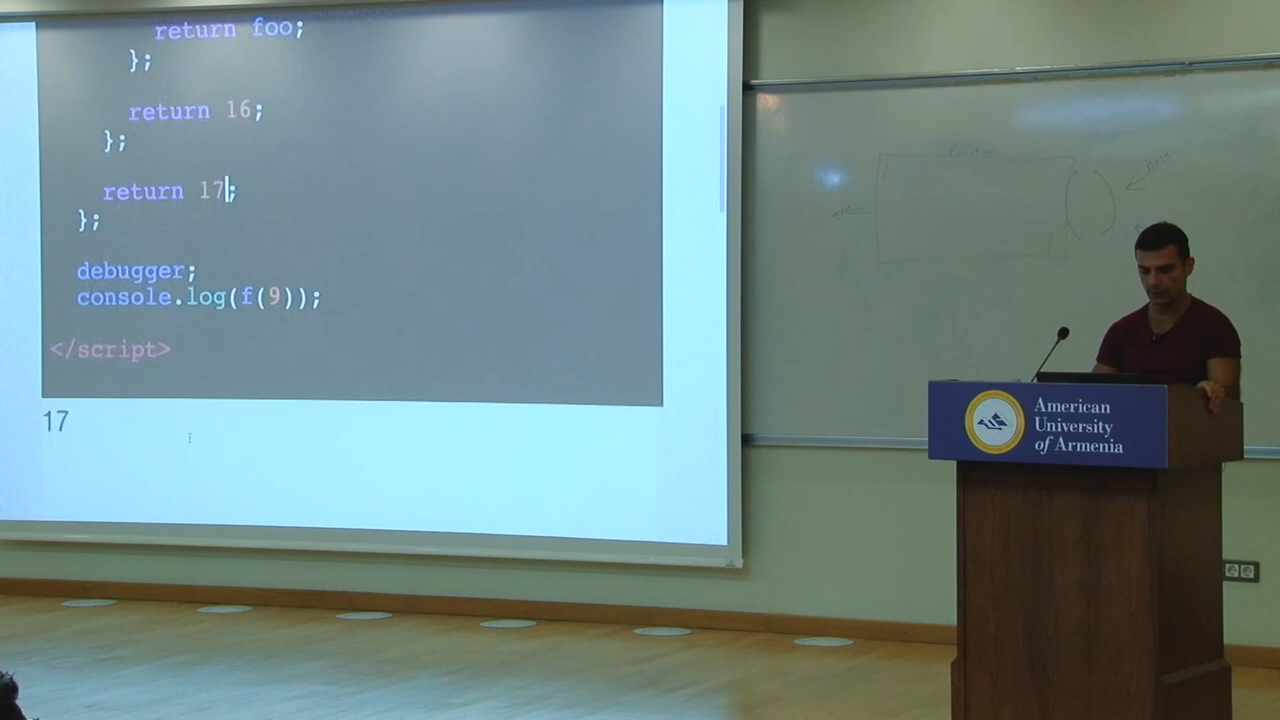 return foo;
};
return 16;
};
return 17;
};
debugger;
console.log(f(9));
</script>
17
American
University
of Armenia